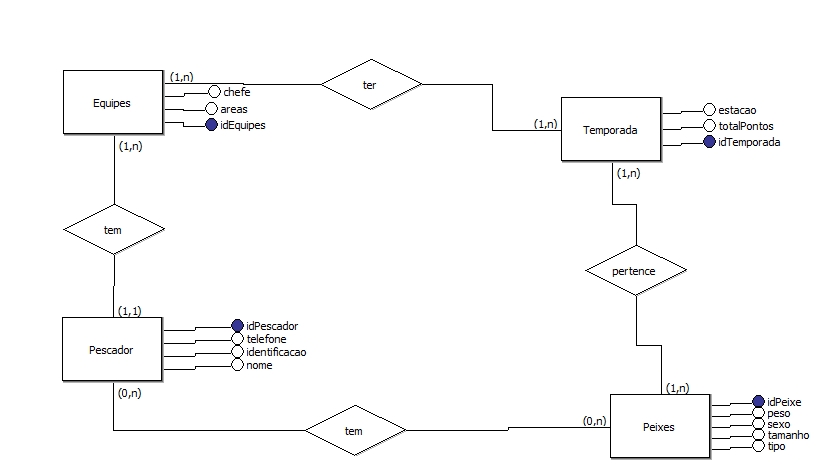 (1,n)
ter
chefe
Equipes
areas
estacao
idEquipes
(1,n)
totalPontos
Temporada
idTemporada
(1,n)
(1,n)
tem
pertence
(1,1)
idPescador
telefone
Pescador
identificacao
nome
(1,n)
(0,n)
idPeixe
peso
(0,n)
sexo
Peixes
tem
tamanho
tipo